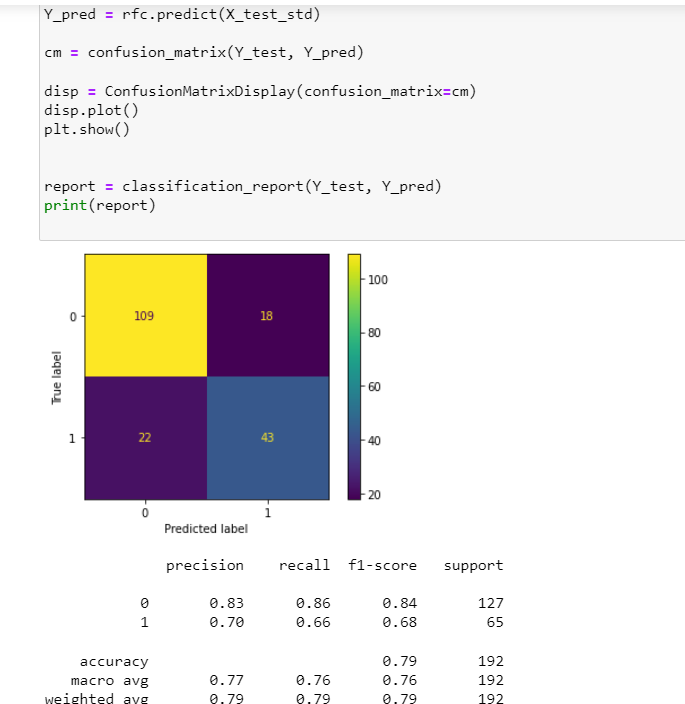 Y_pred = rfc.predict(X_test_std)
cm = confusion_matrix(Y_test, Y_pred)
disp = ConfusionMatrixDisplay(confusion_matrix=cm)
disp.plot()
plt.show()
report = classification_report(Y_test, Y_pred)
print(report)
100
0 109 18
80
True label
60
1 22 43
40
20
0 1
Predicted label
precision recall f1-score support
0 0.83 0.86 0.84 127
1 0.70 0.66 0.68 65
accuracy 0.79 192
macro avg 0.77 0.76 0.76 192
weighted avg 0.79 0.79 0.79 192